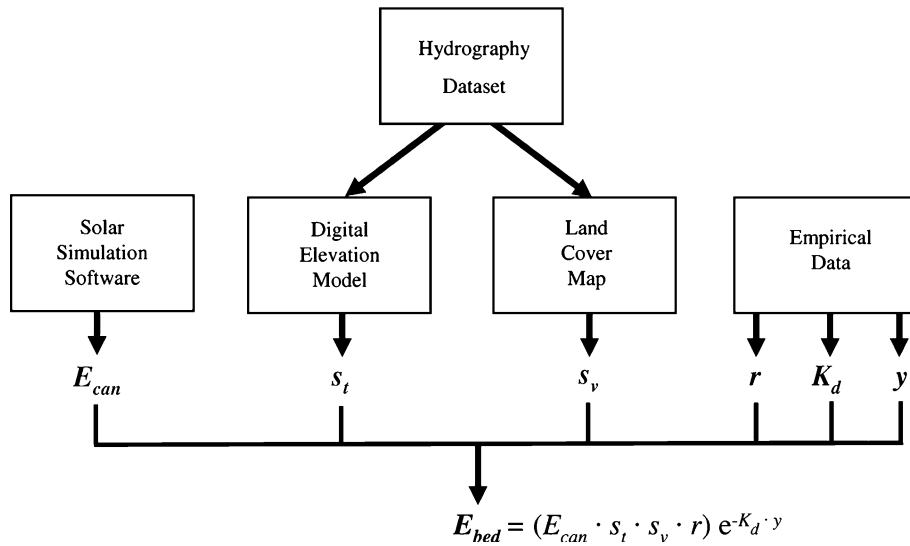 Hydrography
Dataset
Solar
Simulation
Software
Digital
Elevation
Model
Land
Cover
Map
Empirical
Data
E_can
s_t
s_v
r
K_d
y
E_bed = (E_can · s_t · s_v · r) e^-K_d · y